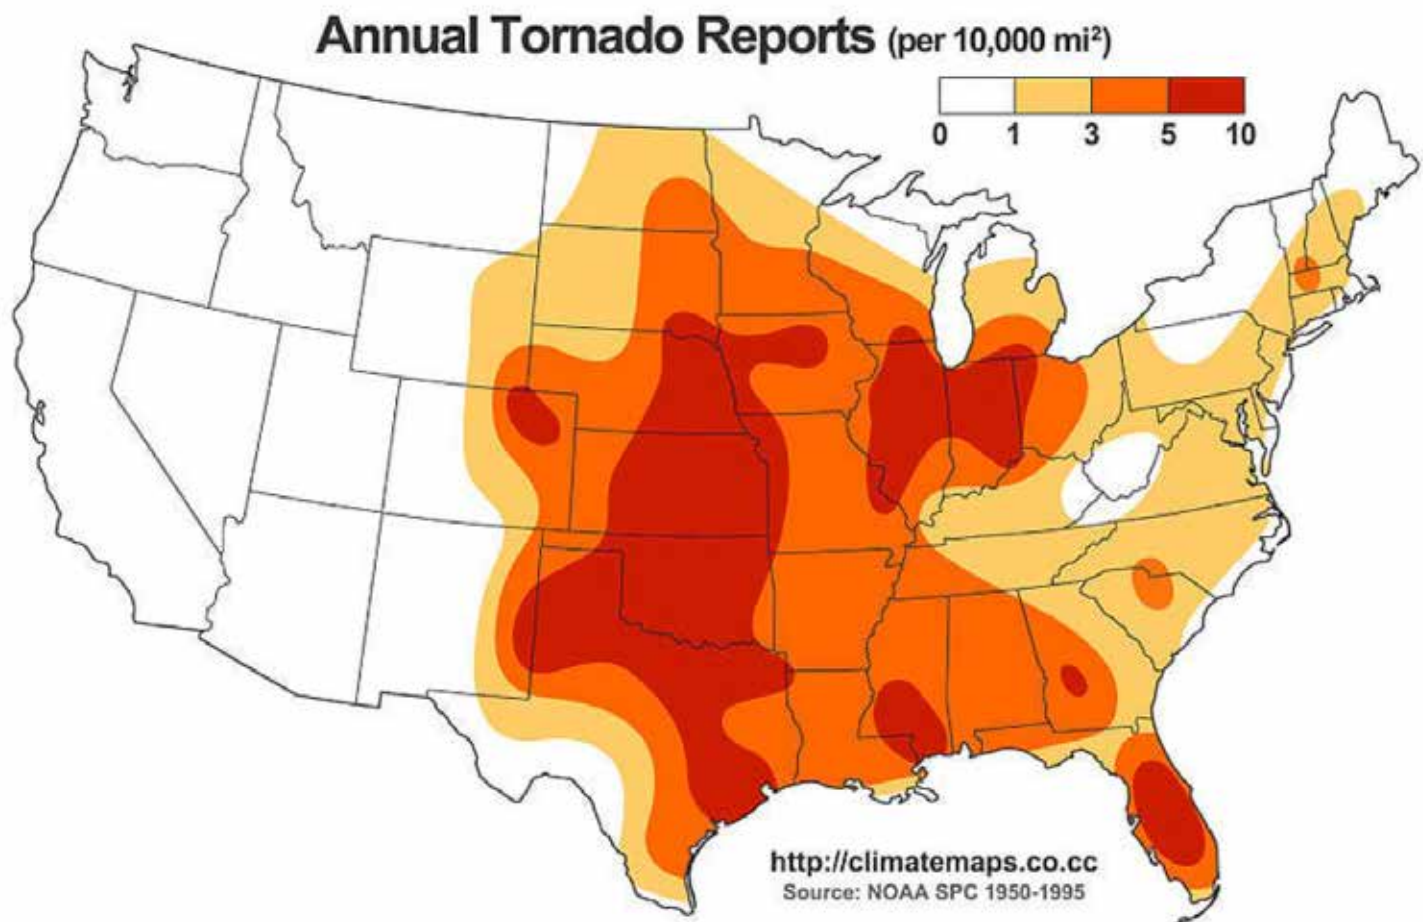 Annual Tornado Reports (per 10,000 mi²)
0 1 3 5 10
http://climatemaps.co.cc
Source: NOAA SPC 1950-1995